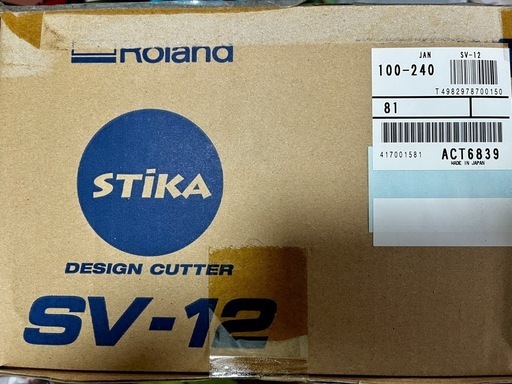 Roland
JAN SV-12
100-240
T4982978700150
81
417001581 ACT6839
MADE IN JAPAN
STiKA
DESIGN CUTTER
SV-12